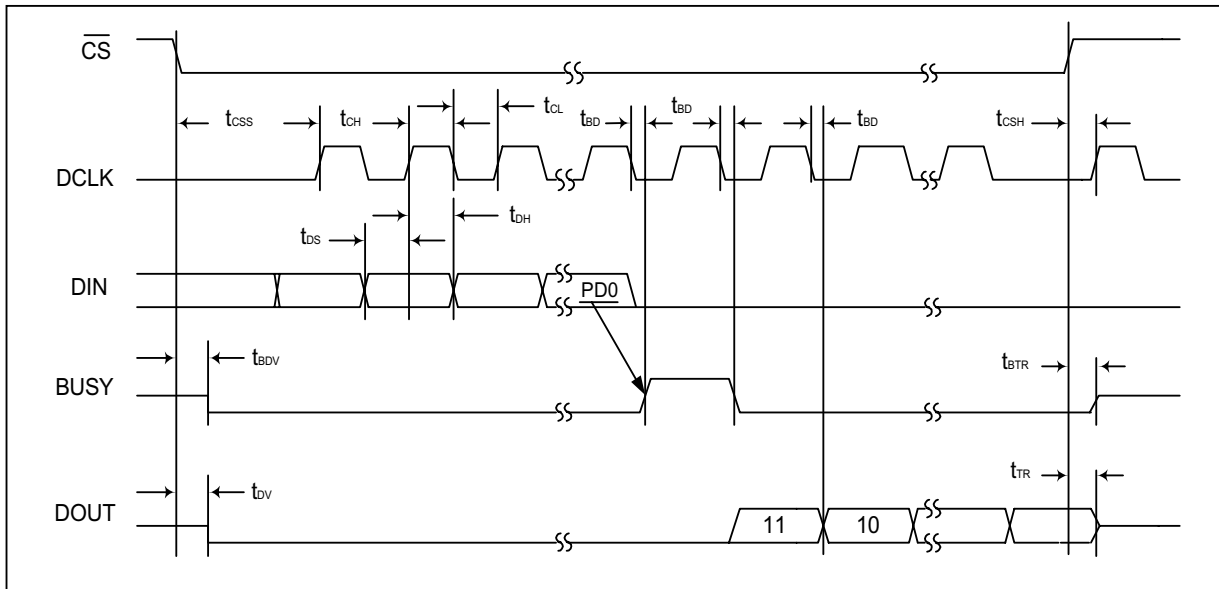 CS
tCSS tCH tCL tBD tBD tBD tCSH
DCLK
tDS tDH
DIN
PD0
tBDV tBTR
BUSY
tDV tTR
DOUT 11 10